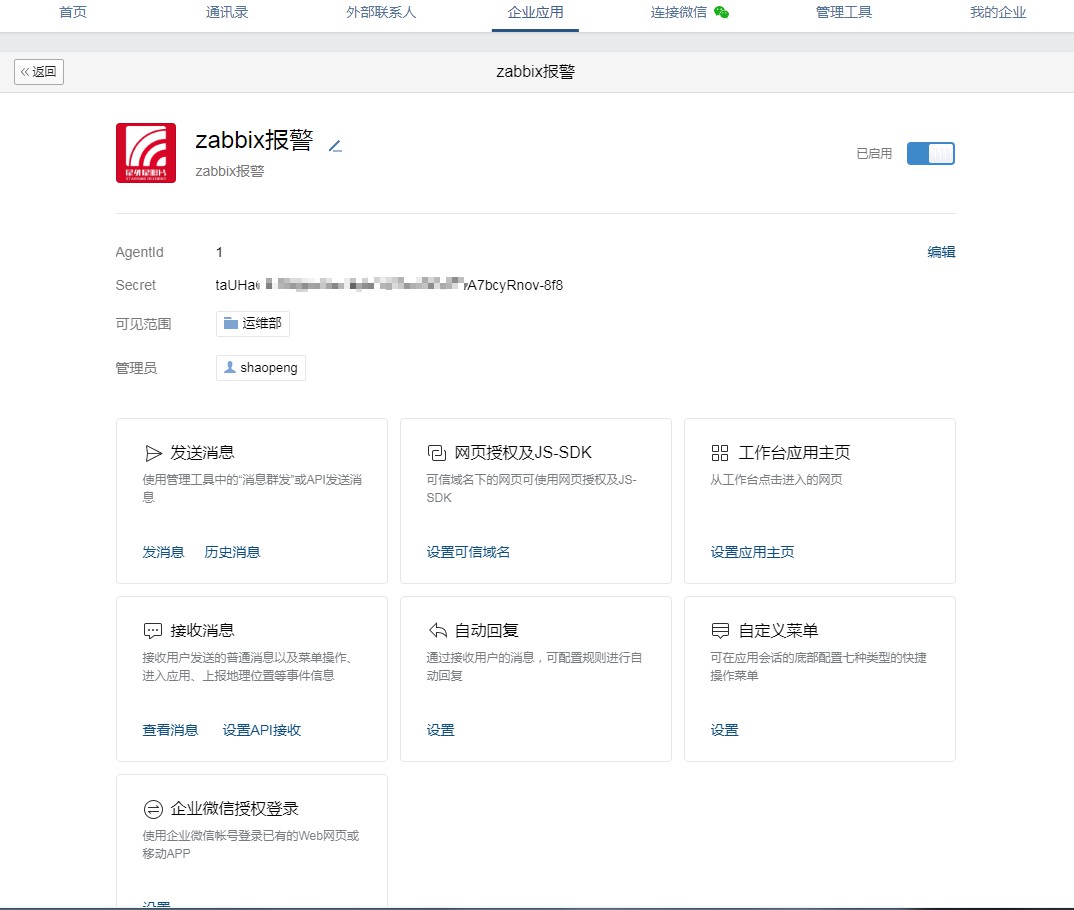 首页 通讯录 外部联系人 企业应用 连接微信 管理工具 我的企业
返回 zabbix报警
zabbix报警
zabbix报警
已启用
AgentId 1 编辑
Secret taUHa A7bcyRnov-8f8
可见范围 运维部
管理员 shaopeng
发送消息
使用管理工具中的“消息群发”或API发送消
息
发消息 历史消息
网页授权及JS-SDK
可信域名下的网页可使用网页授权及JS-
SDK
设置可信域名
工作台应用主页
从工作台点击进入的网页
设置应用主页
接收消息
接收用户发送的普通消息以及菜单操作、
进入应用、上报地理位置等事件信息
查看消息 设置API接收
自动回复
通过接收用户的消息，可配置规则进行自
动回复
设置
自定义菜单
可在应用会话的底部配置七种类型的快捷
操作菜单
设置
企业微信授权登录
使用企业微信帐号登录已有的Web网页或
移动APP
设置